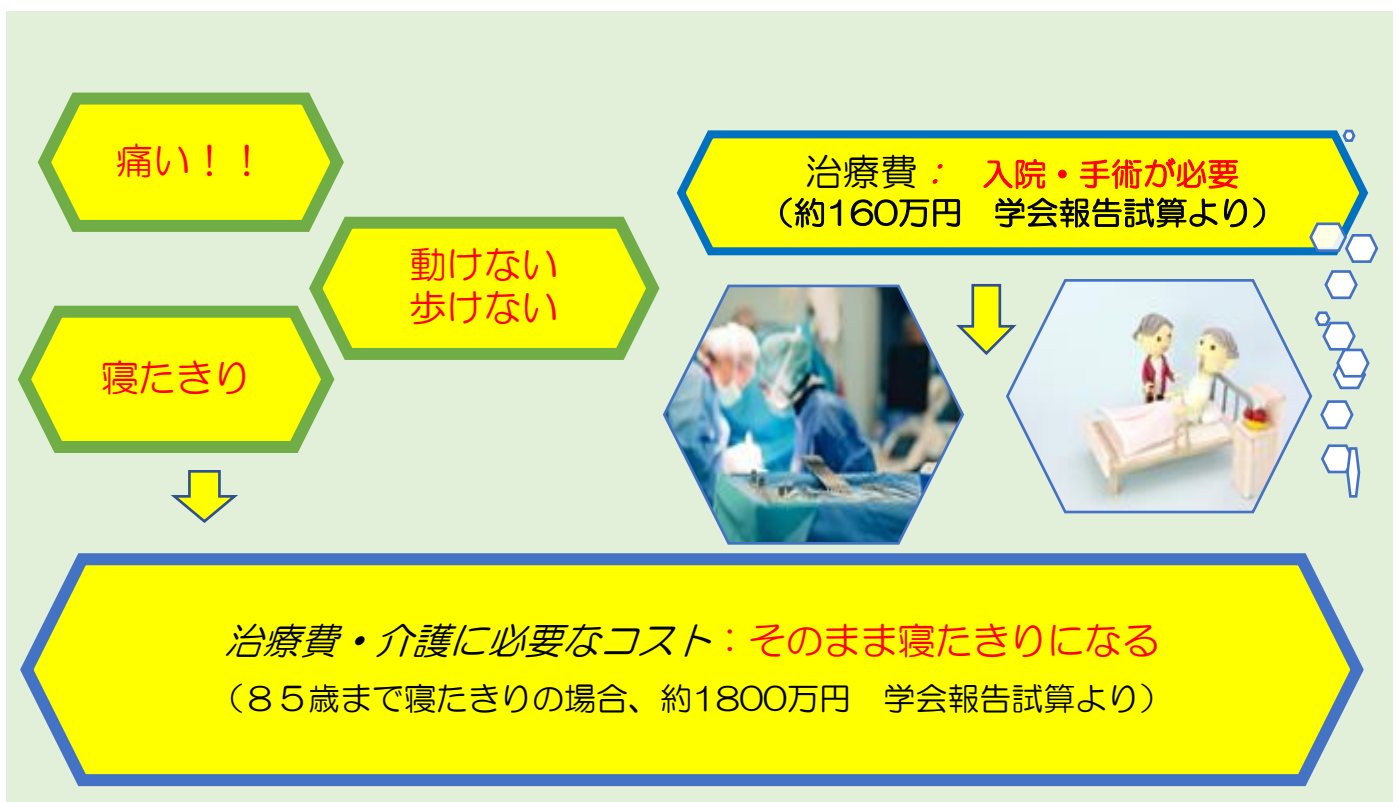 痛い！！
動けない
歩けない
寝たきり
治療費：　入院・手術が必要
（約160万円　学会報告試算より）
治療費・介護に必要なコスト：そのまま寝たきりになる
（８５歳まで寝たきりの場合、約1800万円　学会報告試算より）